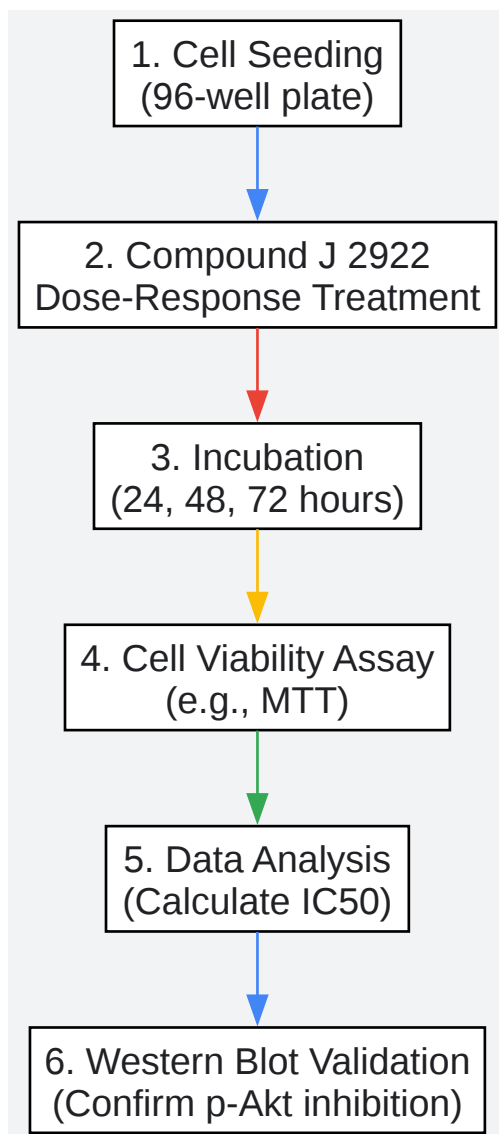 1. Cell Seeding
(96-well plate)
2. Compound J 2922
Dose-Response Treatment
3. Incubation
(24, 48, 72 hours)
4. Cell Viability Assay
(e.g., MTT)
5. Data Analysis
(Calculate IC50)
6. Western Blot Validation
(Confirm p-Akt inhibition)